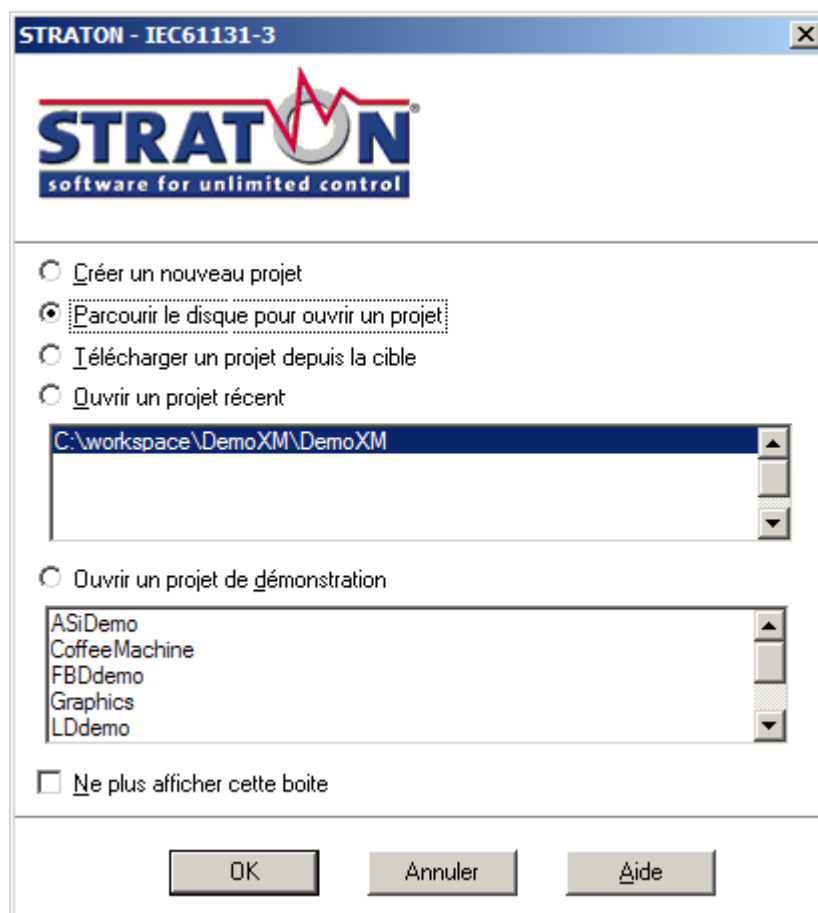 STRATON - IEC61131-3
STRATON®
software for unlimited control
Créer un nouveau projet
Parcourir le disque pour ouvrir un projet
Télécharger un projet depuis la cible
Ouvrir un projet récent
C:\workspace\DemoXM\DemoXM
Ouvrir un projet de démonstration
ASiDemo
CoffeeMachine
FBDdemo
Graphics
LDdemo
Ne plus afficher cette boite
OK Annuler Aide